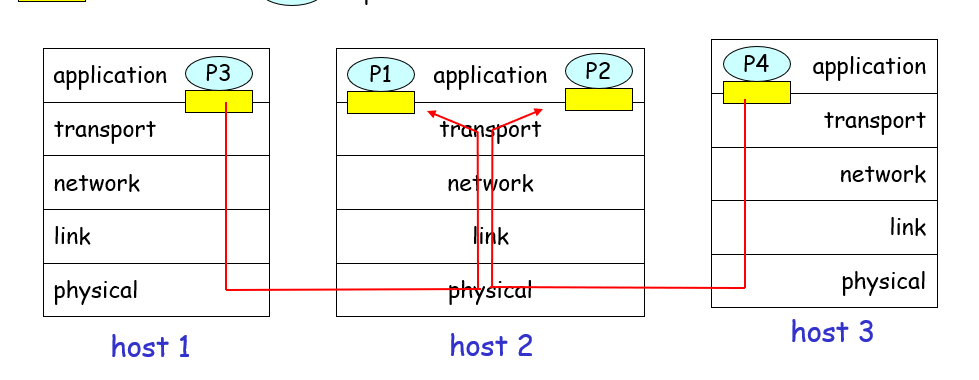 application P3
transport
network
link
physical
host 1
P1 application P2
transport
network
link
physical
host 2
P4 application
transport
network
link
physical
host 3